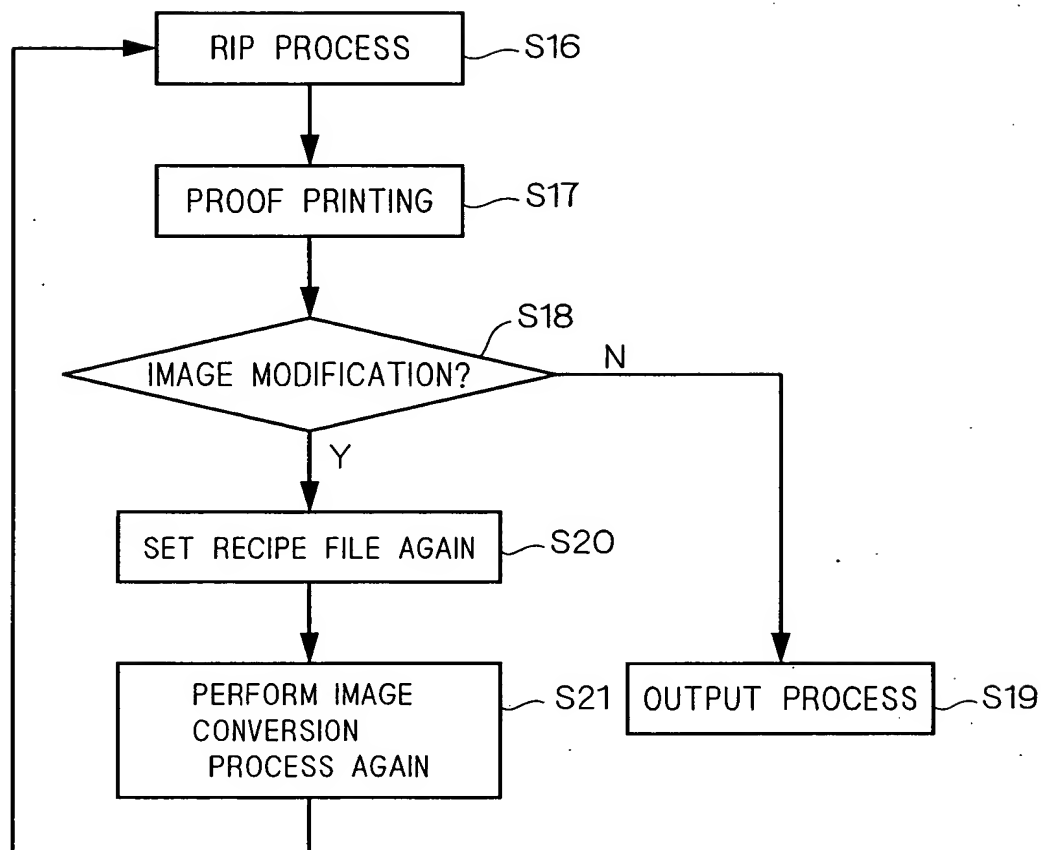 RIP PROCESS
S16
PROOF PRINTING
S17
S18
IMAGE MODIFICATION?
N
Y
SET RECIPE FILE AGAIN
S20
PERFORM IMAGE
CONVERSION
PROCESS AGAIN
S21
OUTPUT PROCESS
S19